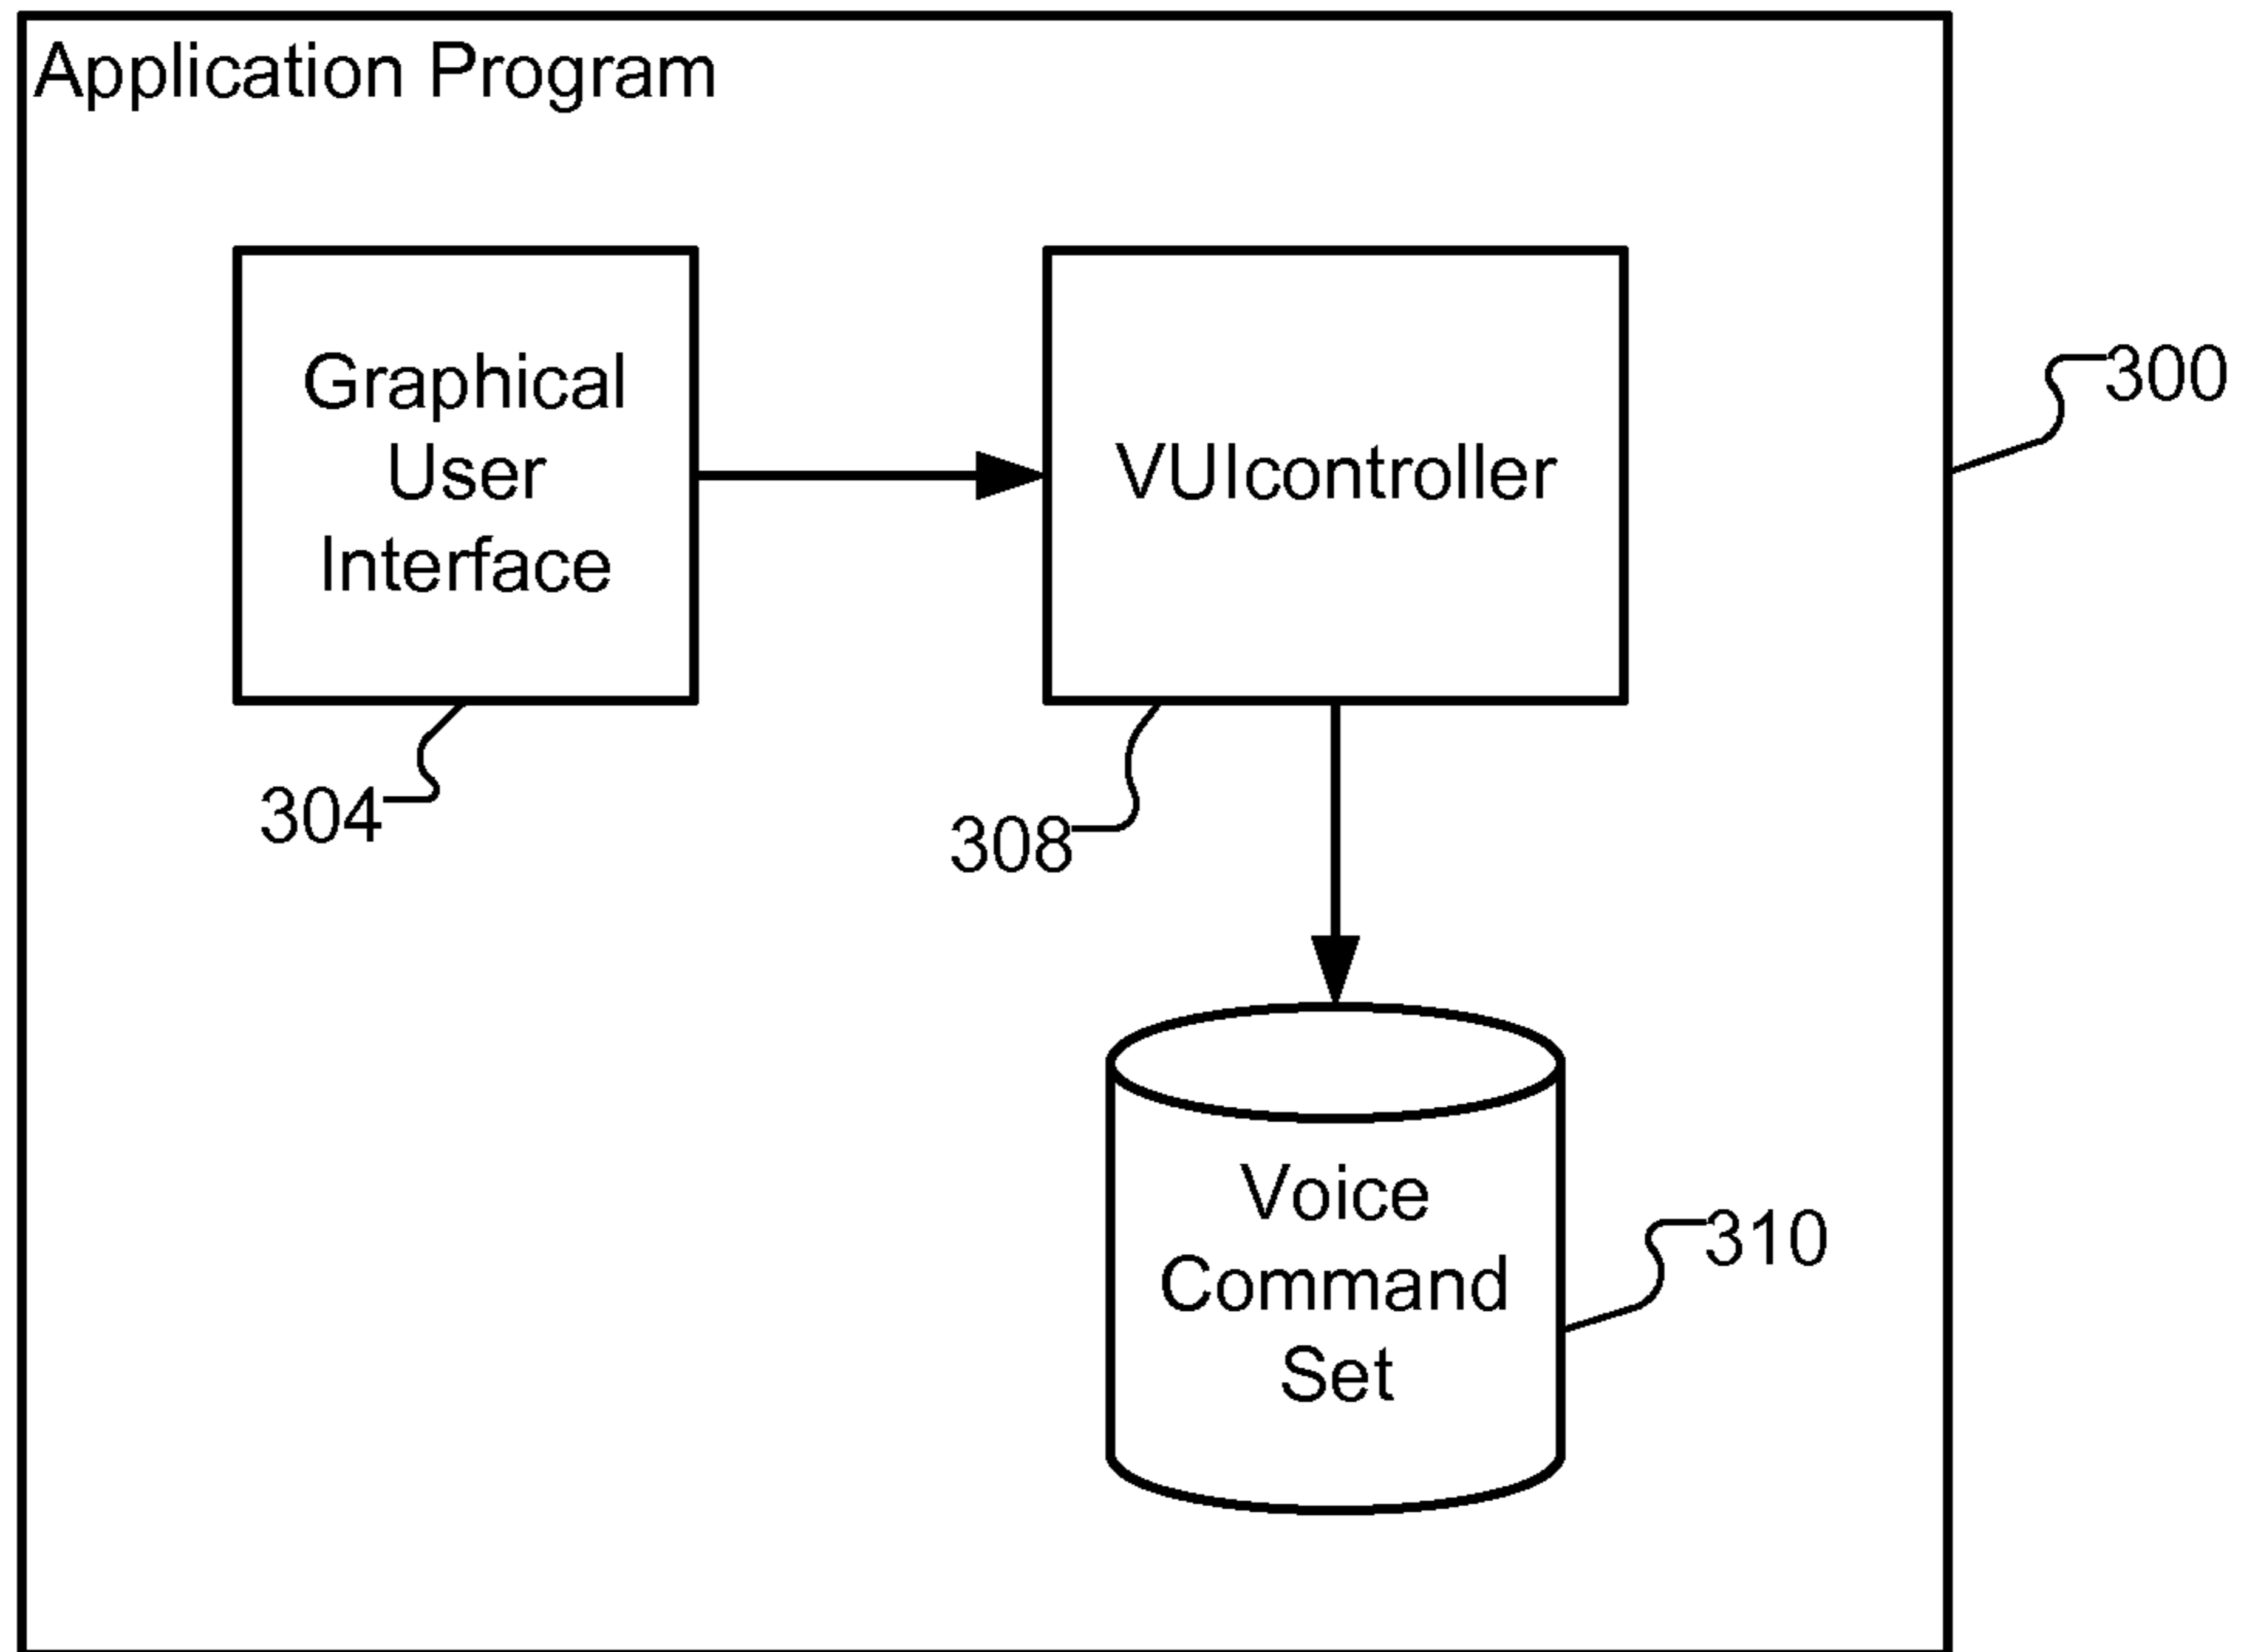 Application Program
Graphical
User
Interface
VUIcontroller
300
304
308
Voice
Command
Set
310